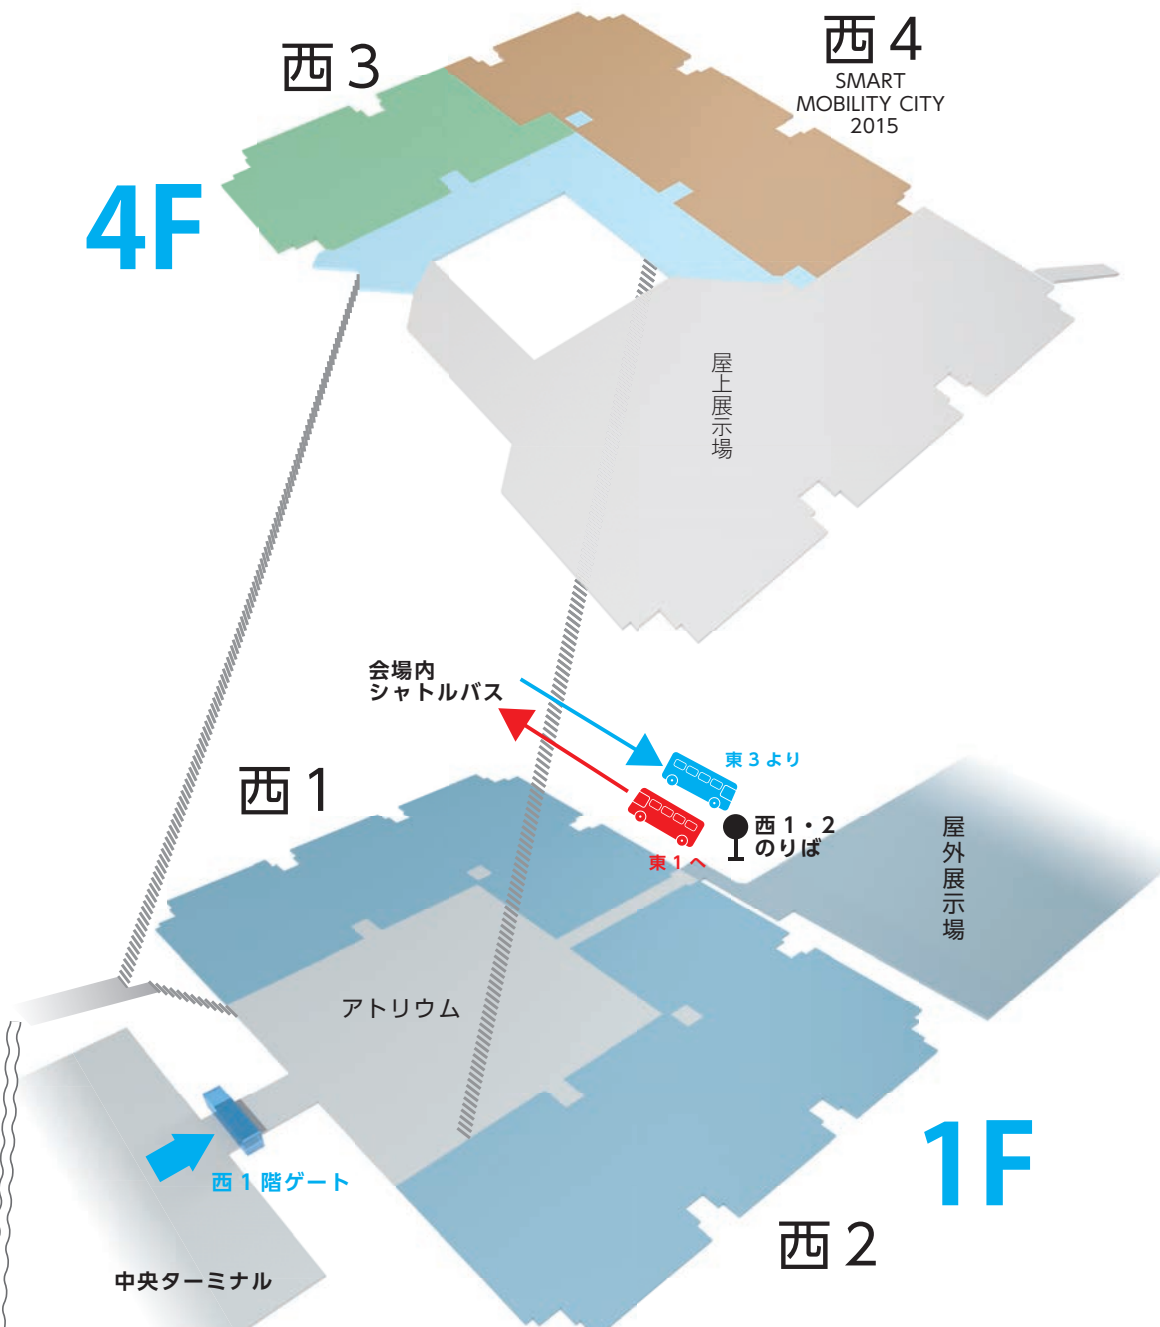 西3
西4
SMART
MOBILITY CITY
2015
4F
屋上展示場
会場内
シャトルバス
東3より
西1・2
のりば
東1へ
西1
屋外展示場
アトリウム
西1階ゲート
1F
西2
中央ターミナル